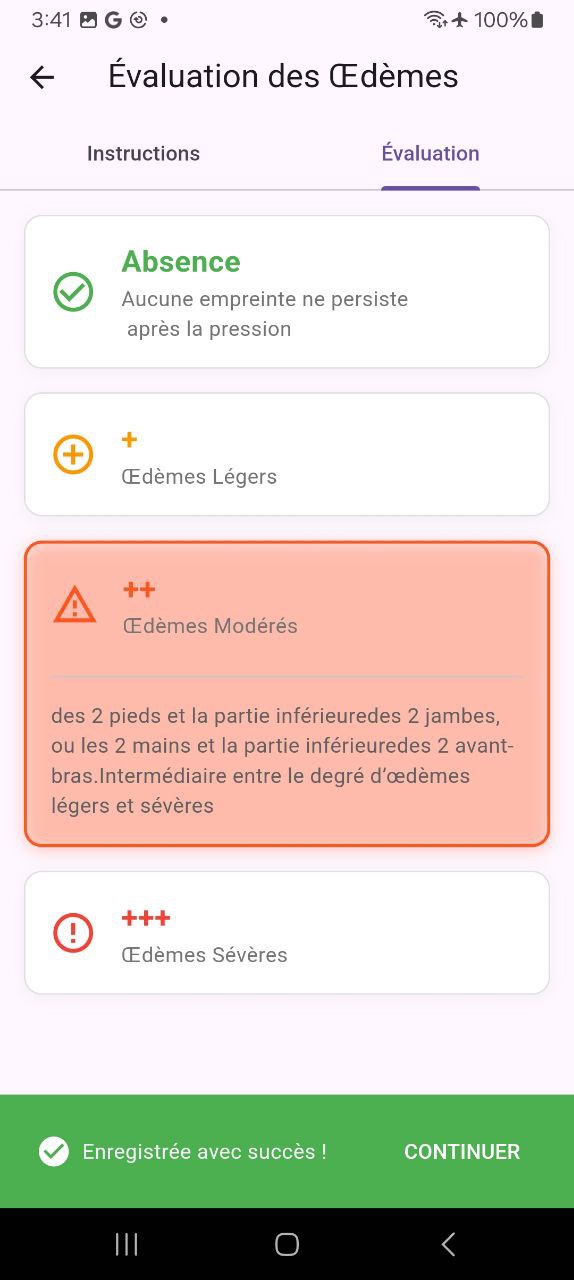 3:41
100%
Évaluation des Œdèmes
Instructions
Évaluation
Absence
Aucune empreinte ne persiste
après la pression
+
Œdèmes Légers
++
Œdèmes Modérés
des 2 pieds et la partie inférieuredes 2 jambes,
ou les 2 mains et la partie inférieuredes 2 avant-
bras.Intermédiaire entre le degré d’œdèmes
légers et sévères
+++
Œdèmes Sévères
Enregistrée avec succès !
CONTINUER